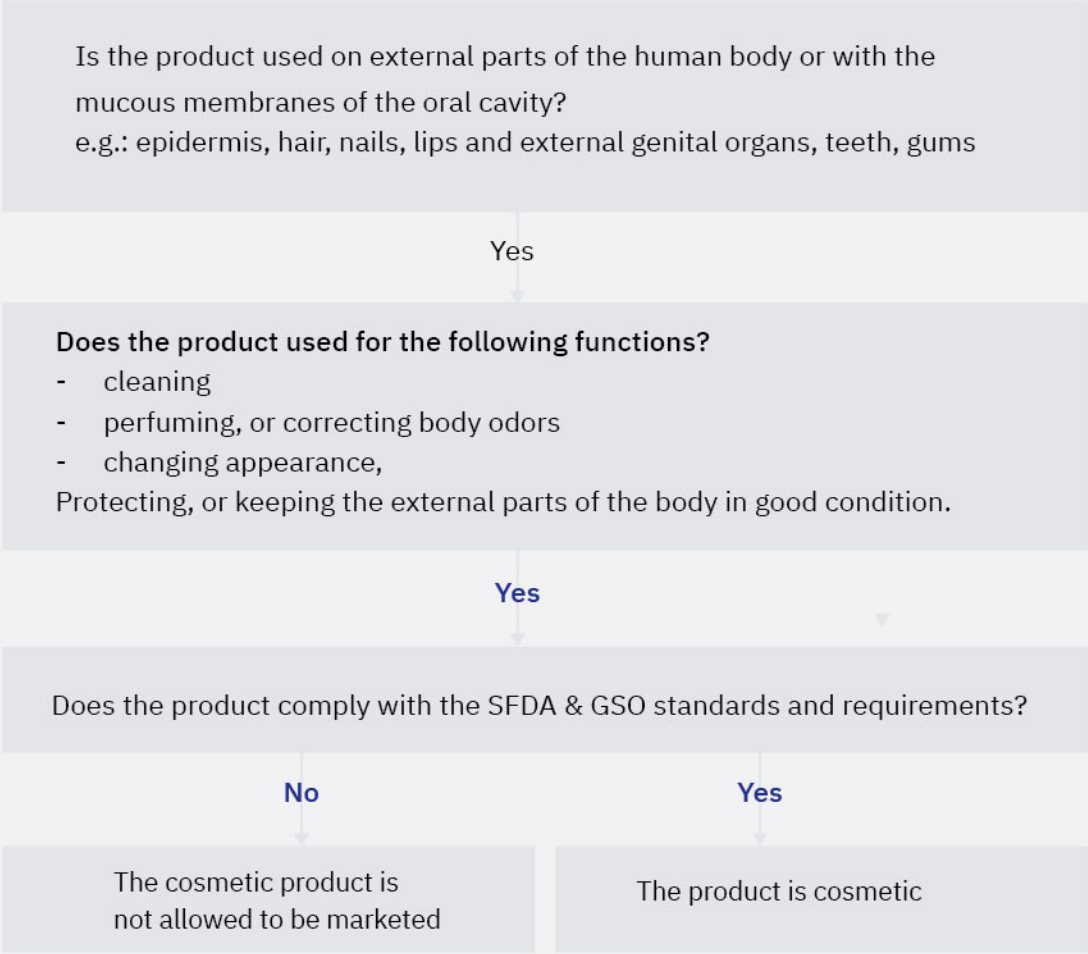 Is the product used on external parts of the human body or with the
mucous membranes of the oral cavity?
e.g.: epidermis, hair, nails, lips and external genital organs, teeth, gums
Yes
Does the product used for the following functions?
- cleaning
- perfuming, or correcting body odors
- changing appearance,
Protecting, or keeping the external parts of the body in good condition.
Yes
Does the product comply with the SFDA & GSO standards and requirements?
No
Yes
The cosmetic product is
not allowed to be marketed
The product is cosmetic